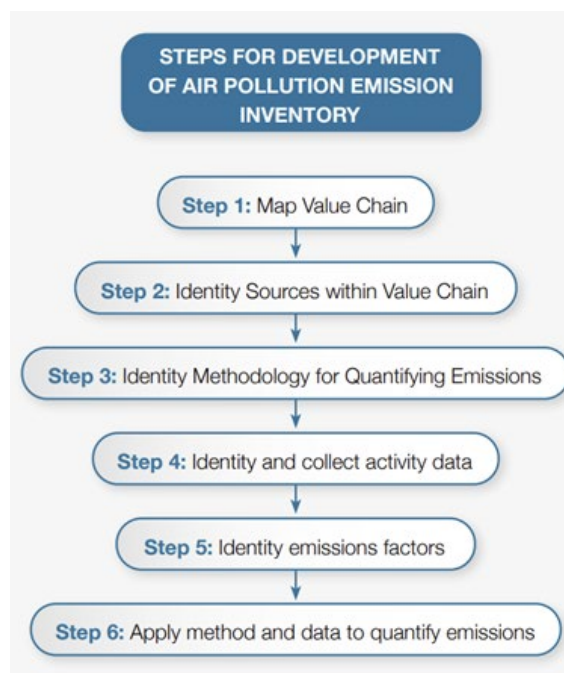 STEPS FOR DEVELOPMENT
OF AIR POLLUTION EMISSION
INVENTORY
Step 1: Map Value Chain
Step 2: Identity Sources within Value Chain
Step 3: Identity Methodology for Quantifying Emissions
Step 4: Identity and collect activity data
Step 5: Identity emissions factors
Step 6: Apply method and data to quantify emissions